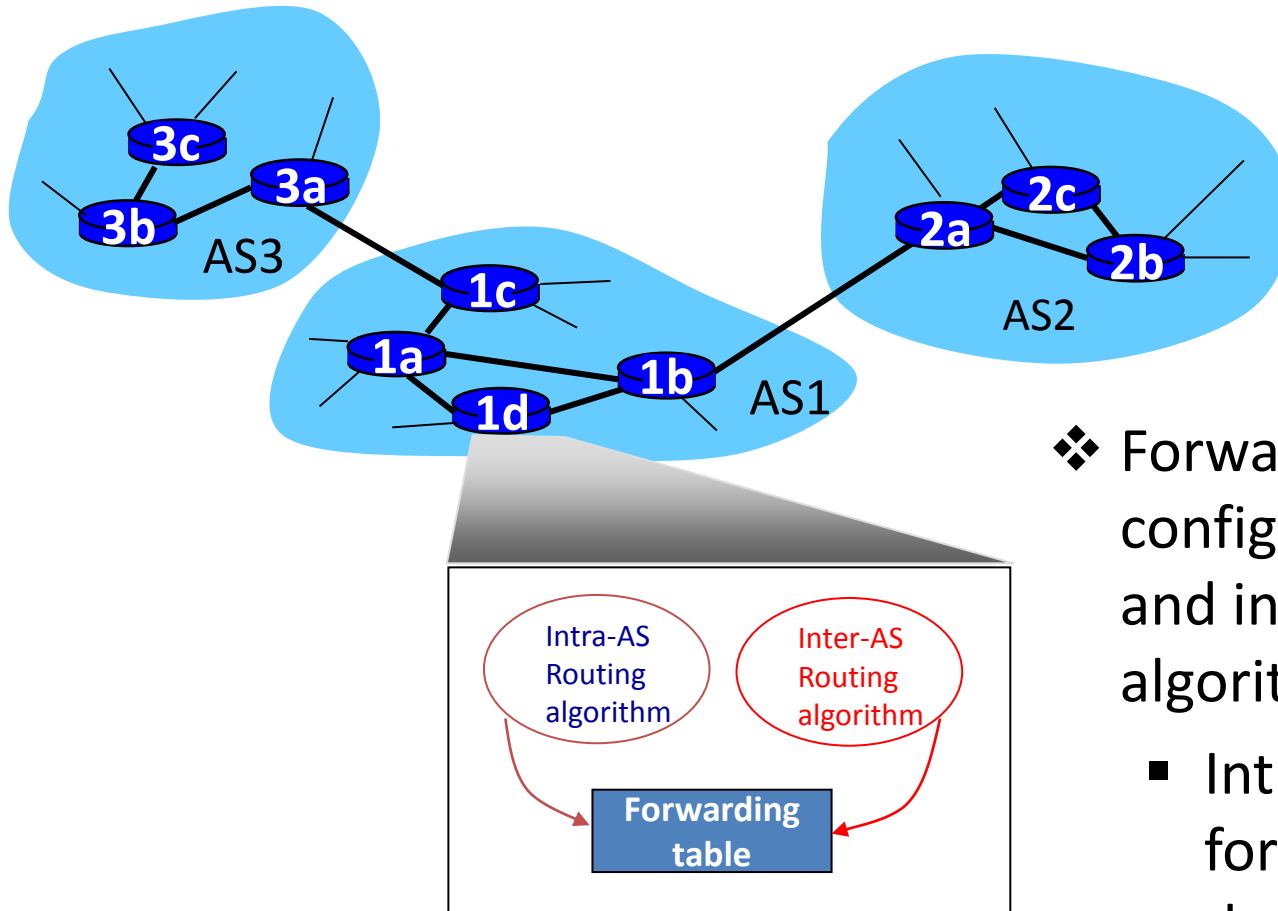 3c
3a
3b
AS3
2c
2a
2b
AS2
1c
1a
1b
1d
AS1
Intra-AS
Routing
algorithm
Inter-AS
Routing
algorithm
Forwarding
table
❖ Forwa
config
and in
algorit
▪ Int
for